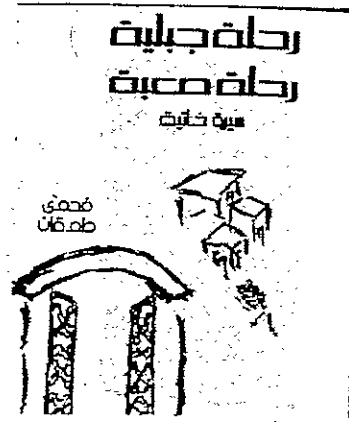 رحلة جبلية
رحلة صعبة
سيرة ذاتية
فدوى
طوقان